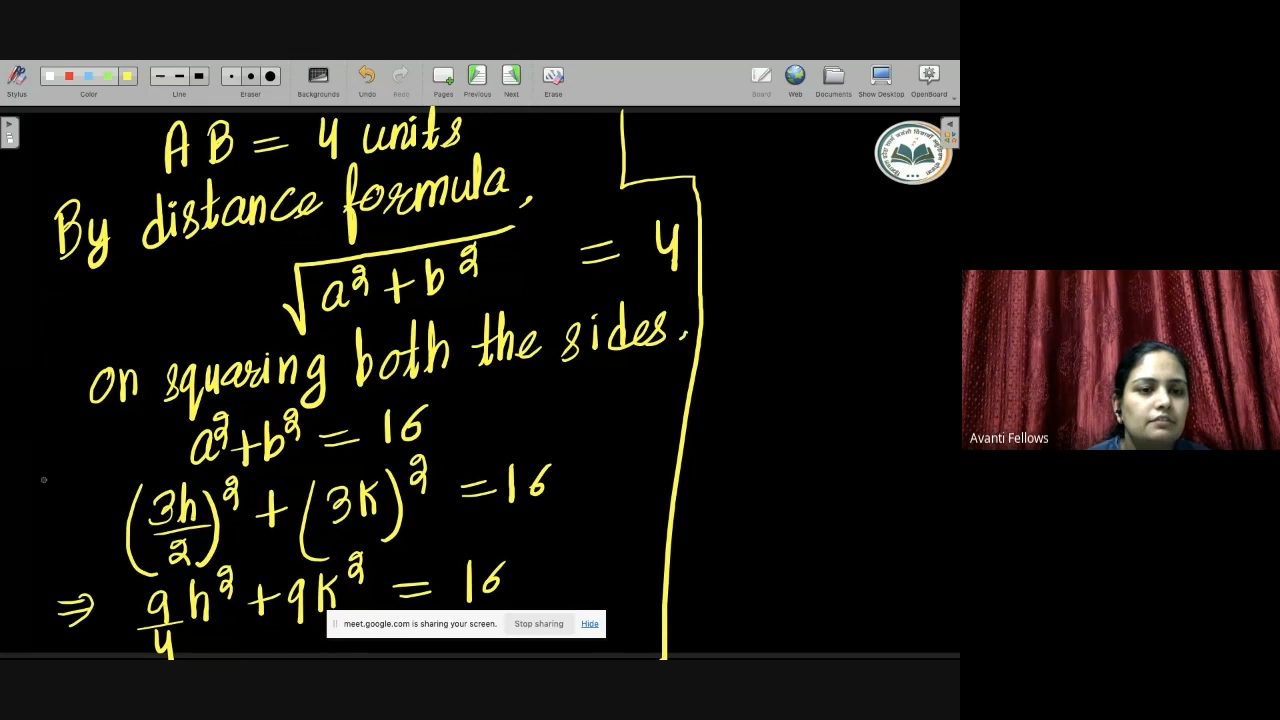 Stylus Color Line Eraser Backgrounds Undo Redo Pages Previous Next Erase Board Web Documents Show Desktop OpenBoard
AB = 4 units
By distance formula,
√(a² + b²) = 4
on squaring both the sides.
a² + b² = 16
(3h/2)² + (3k)² = 16
⇒ 9/4 h² + 9k² = 16
meet.google.com is sharing your screen. Stop sharing Hide
Avanti Fellows